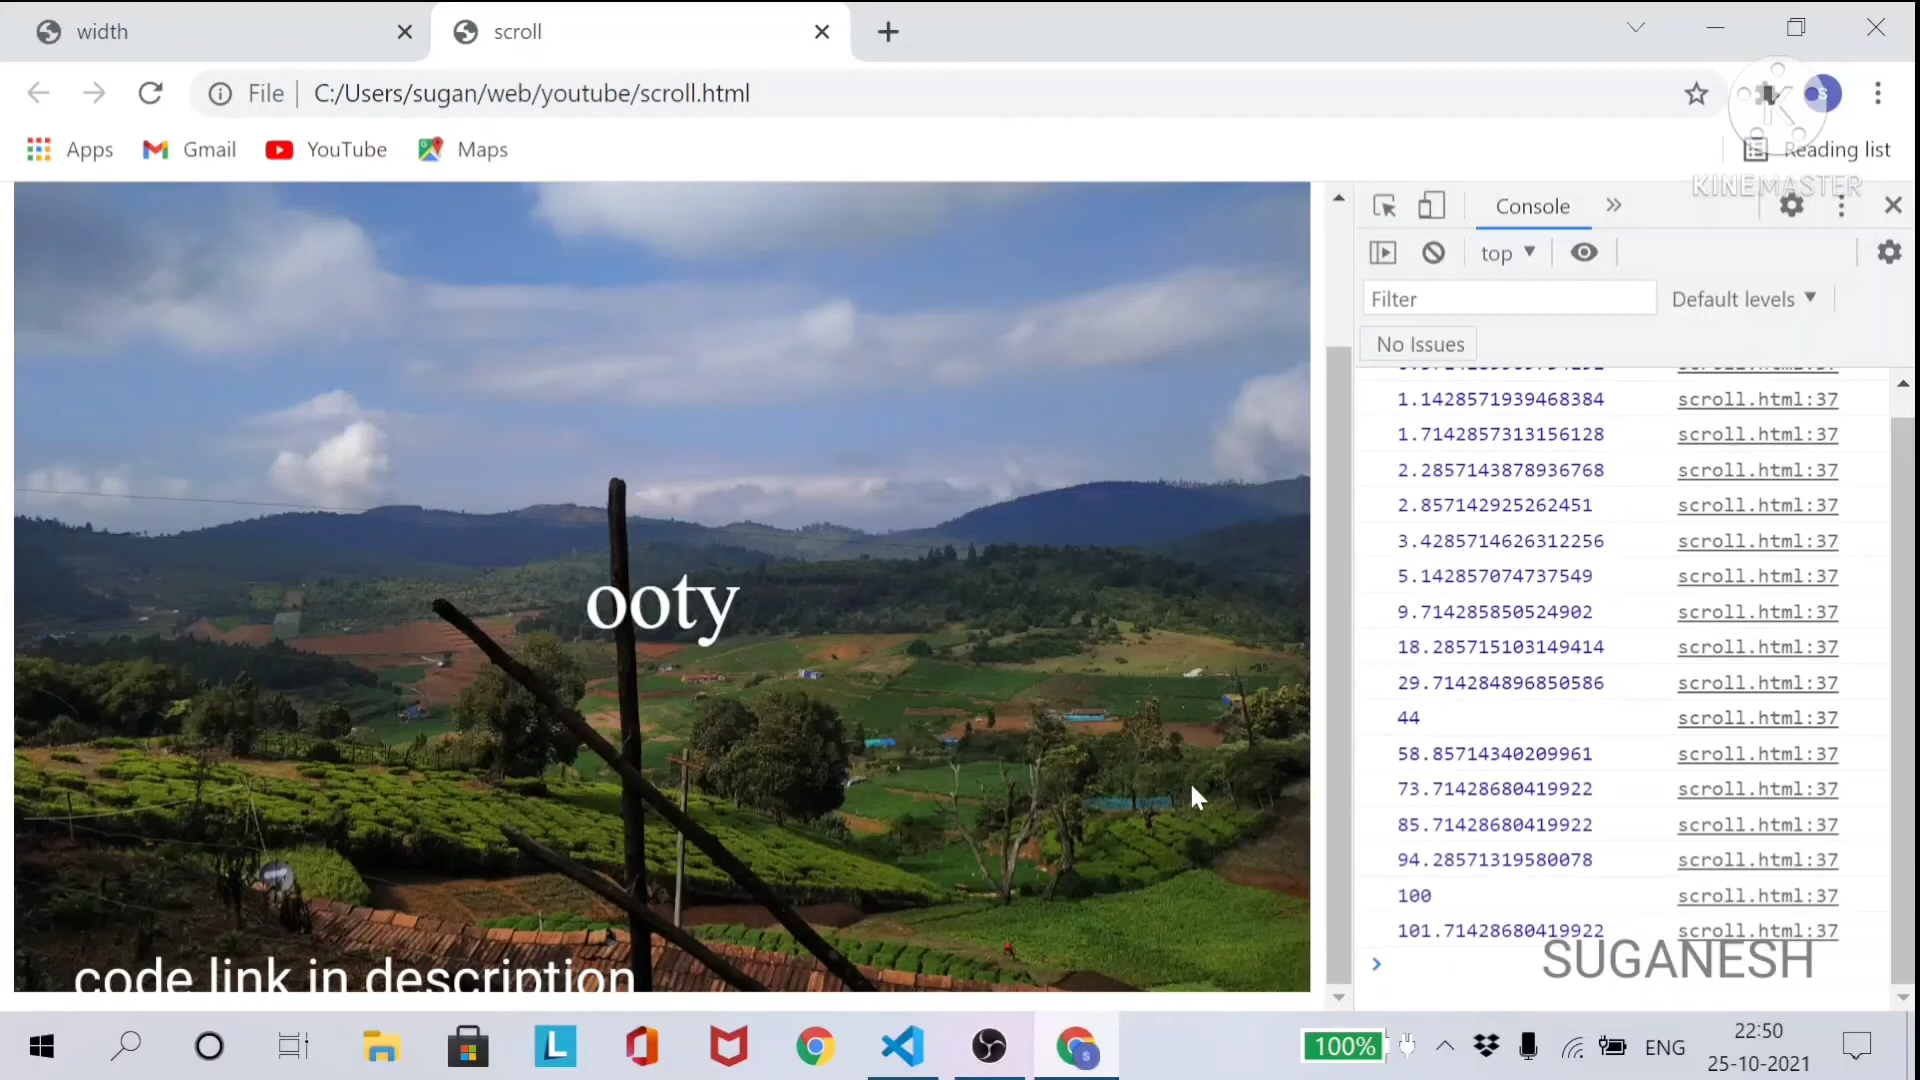 width
scroll
File
C:/Users/sugan/web/youtube/scroll.html
S
Apps
Gmail
YouTube
Maps
Reading list
K
KINEMASTER
Console
top
Filter
Default levels
No Issues
1.1428571939468384 scroll.html:37
1.7142857313156128 scroll.html:37
2.2857143878936768 scroll.html:37
2.857142925262451 scroll.html:37
3.4285714626312256 scroll.html:37
5.142857074737549 scroll.html:37
9.714285850524902 scroll.html:37
18.285715103149414 scroll.html:37
29.714284896850586 scroll.html:37
44 scroll.html:37
58.85714340209961 scroll.html:37
73.71428680419922 scroll.html:37
85.71428680419922 scroll.html:37
94.28571319580078 scroll.html:37
100 scroll.html:37
101.71428680419922 scroll.html:37
ooty
code link in description
SUGANESH
L
S
100%
ENG
22:50
25-10-2021